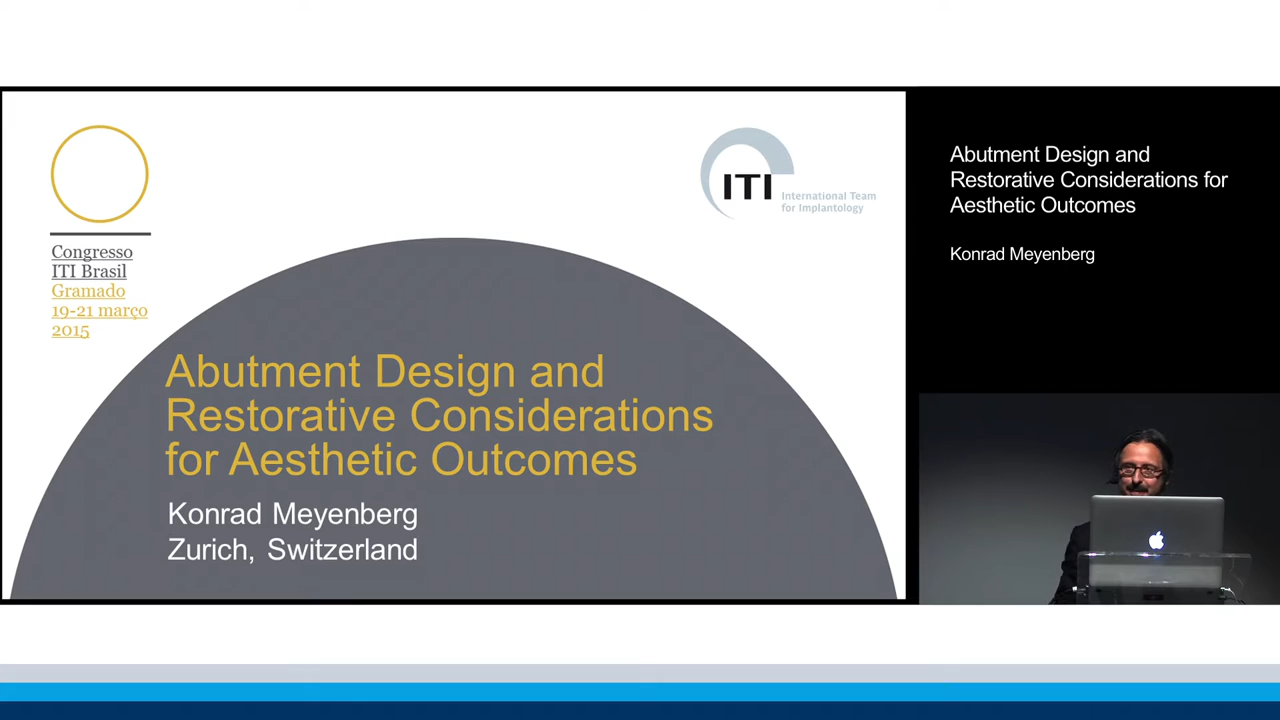 Congresso
ITI Brasil
Gramado
19-21 março
2015
ITI
International Team
for Implantology
Abutment Design and
Restorative Considerations
for Aesthetic Outcomes
Konrad Meyenberg
Zurich, Switzerland
Abutment Design and
Restorative Considerations for
Aesthetic Outcomes
Konrad Meyenberg